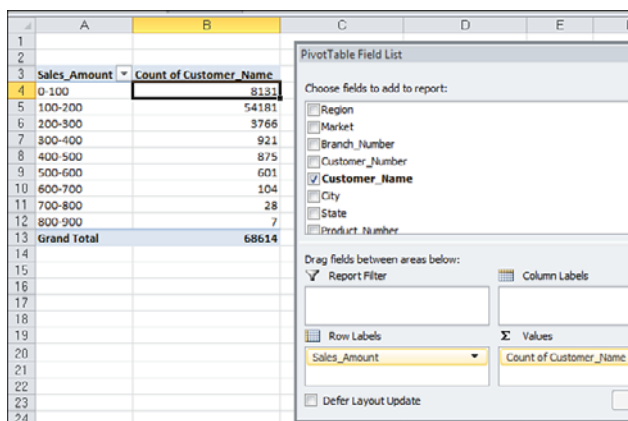 A B C D E
1
2
3 Sales_Amount Count of Customer_Name
4 0-100 8131
5 100-200 54181
6 200-300 3766
7 300-400 921
8 400-500 875
9 500-600 601
10 600-700 104
11 700-800 28
12 800-900 7
13 Grand Total 68614
14
15
16
17
18
19
20
21
22
23
24
PivotTable Field List
Choose fields to add to report:
Region
Market
Branch_Number
Customer_Number
Customer_Name
City
State
Product_Number
Drag fields between areas below:
Report Filter
Column Labels
Row Labels
Σ Values
Sales_Amount
Count of Customer_Name
Defer Layout Update